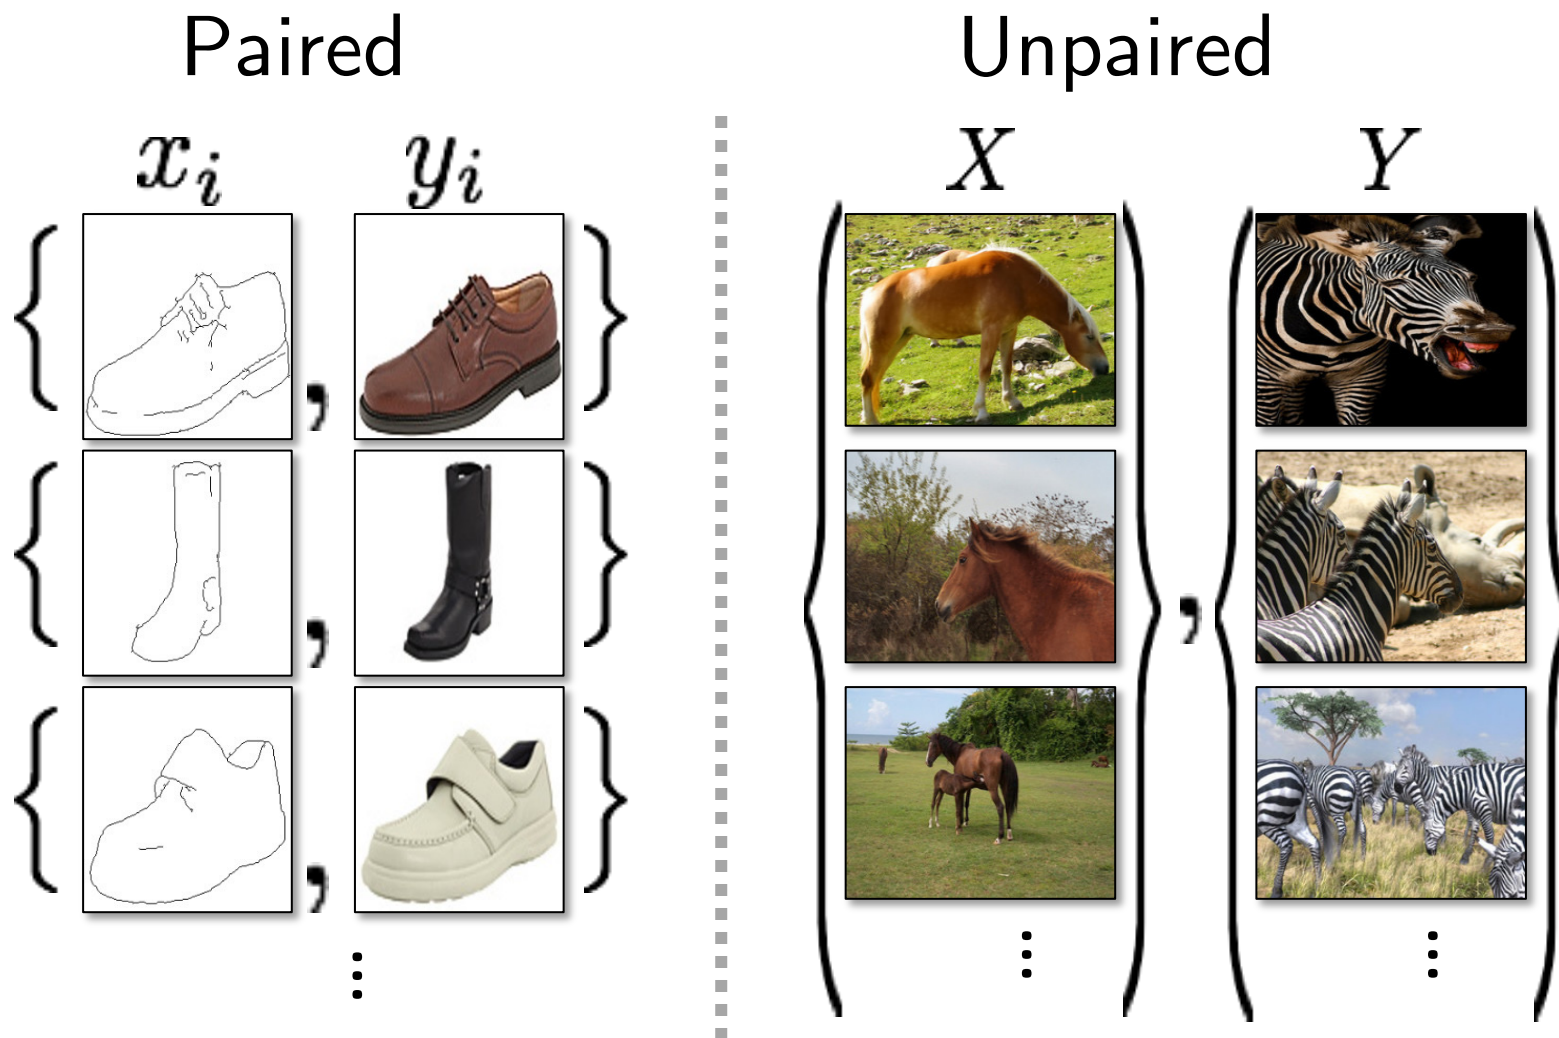 Paired Unpaired
x_i y_i X Y
{ , } { , }
{ , }
{ , }
⋮ ⋮ ⋮